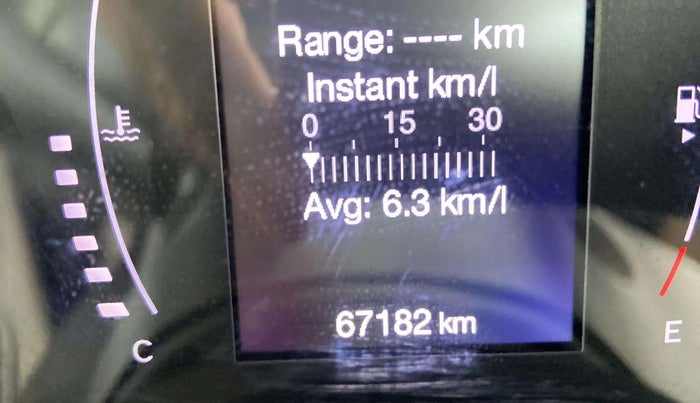 Range: ---- km
Instant km/l
0 15 30
Avg: 6.3 km/l
67182 km
C
E